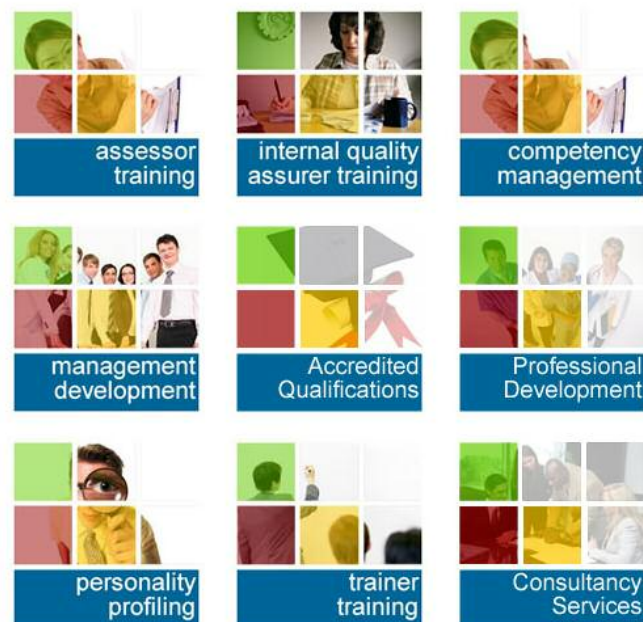 assessor
training
internal quality
assurer training
competency
management
management
development
Accredited
Qualifications
Professional
Development
personality
profiling
trainer
training
Consultancy
Services